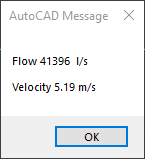 AutoCAD Message
Flow 41396 l/s
Velocity 5.19 m/s
OK